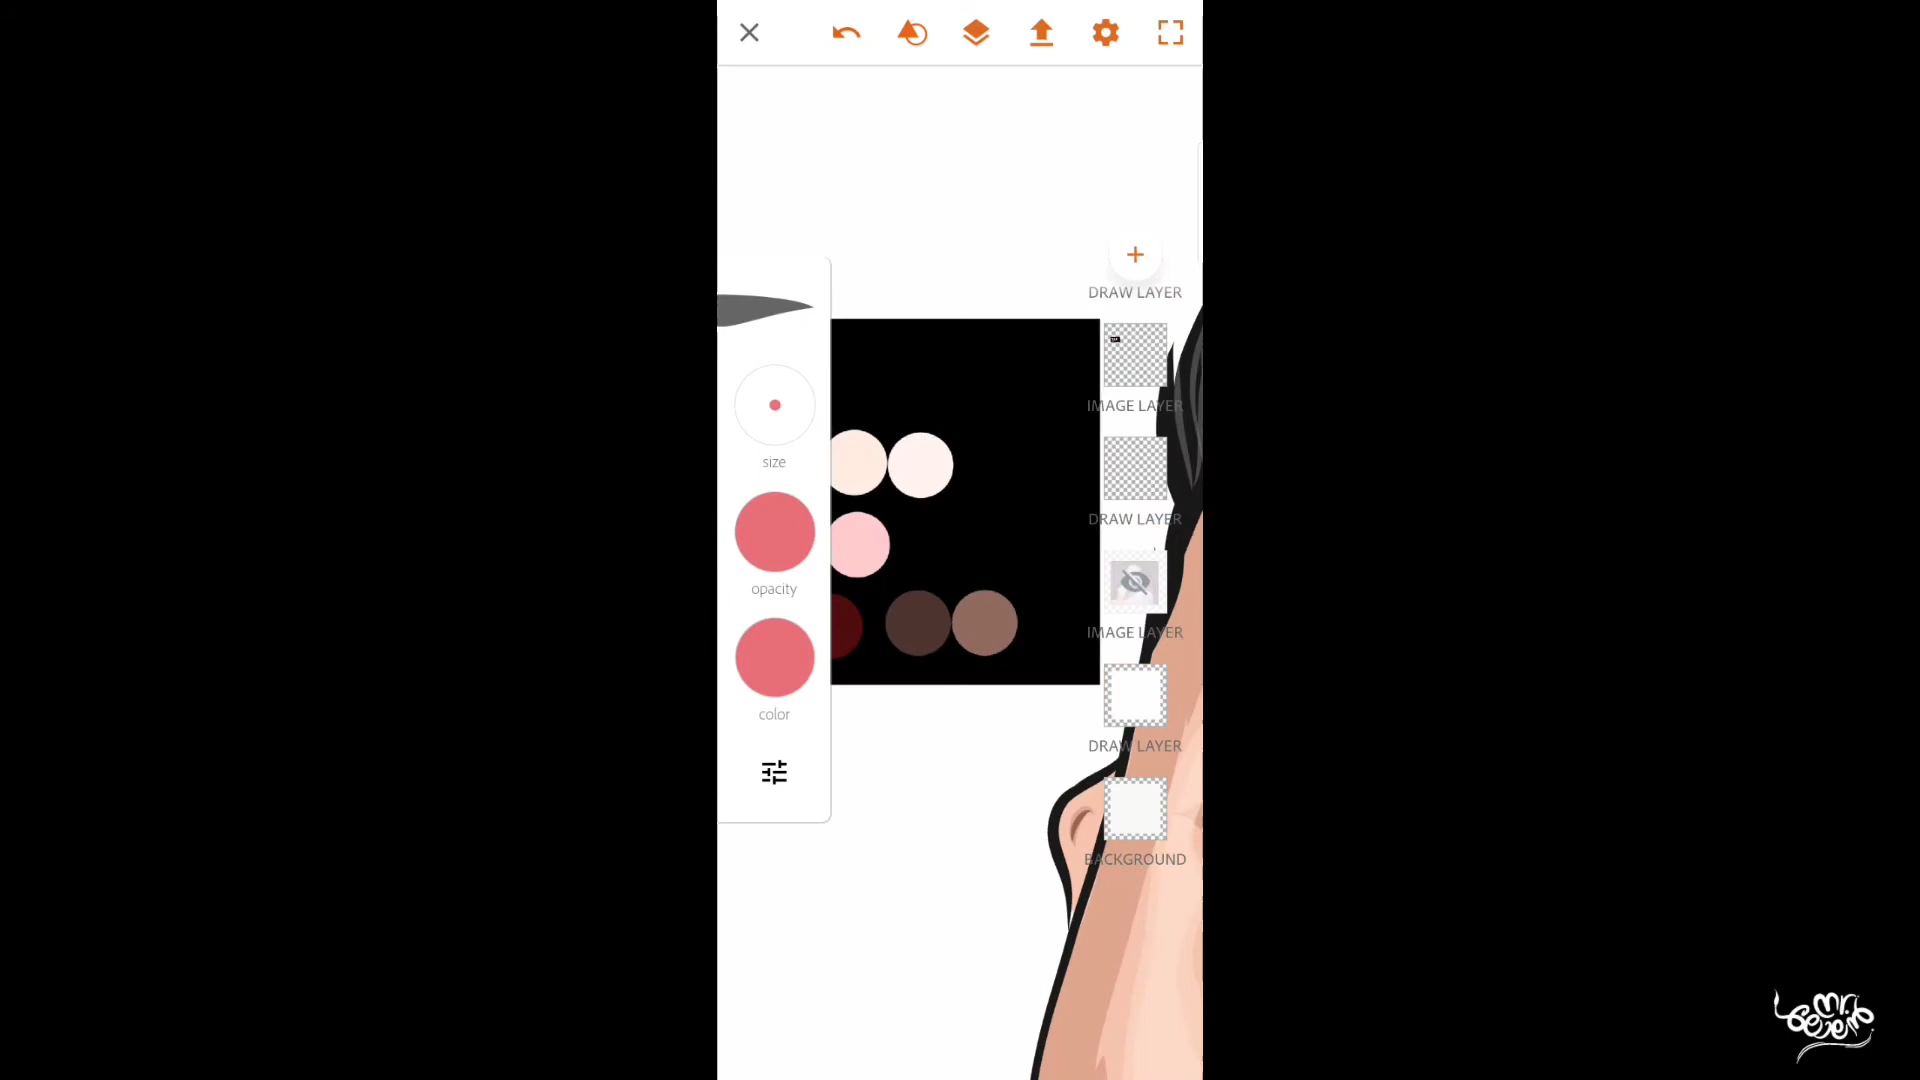 DRAW LAYER
IMAGE LAYER
size
DRAW LAYER
opacity
IMAGE LAYER
color
DRAW LAYER
BACKGROUND